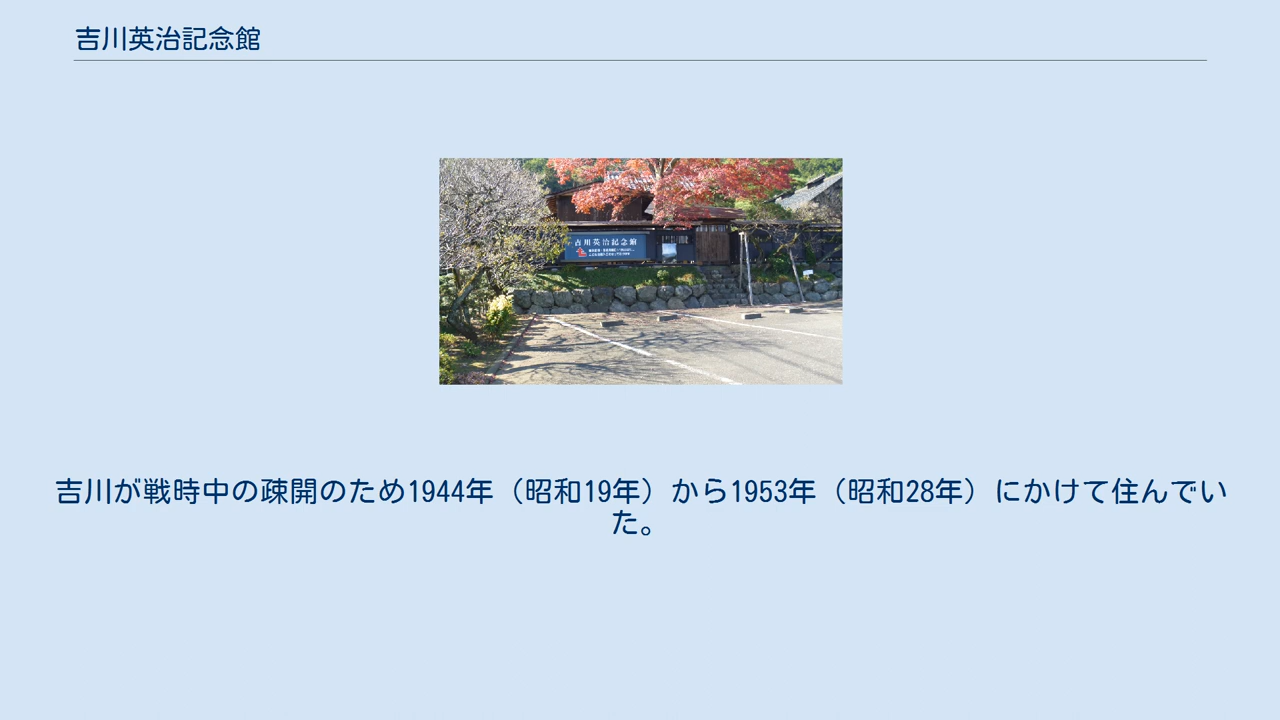 吉川英治記念館
吉川英治記念館
吉川が戦時中の疎開のため1944年（昭和19年）から1953年（昭和28年）にかけて住んでい
た。